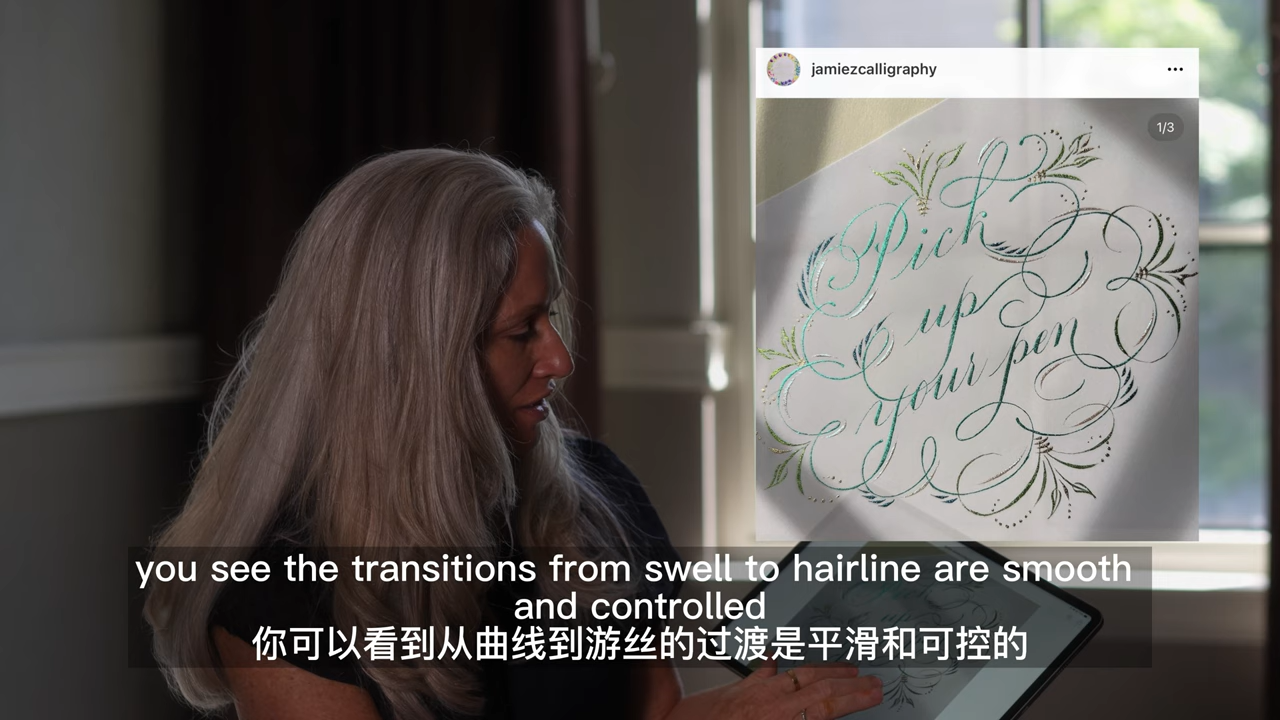 jamiezcalligraphy
1/3
Pick
up
your pen
you see the transitions from swell to hairline are smooth
and controlled
你可以看到从曲线到游丝的过渡是平滑和可控的